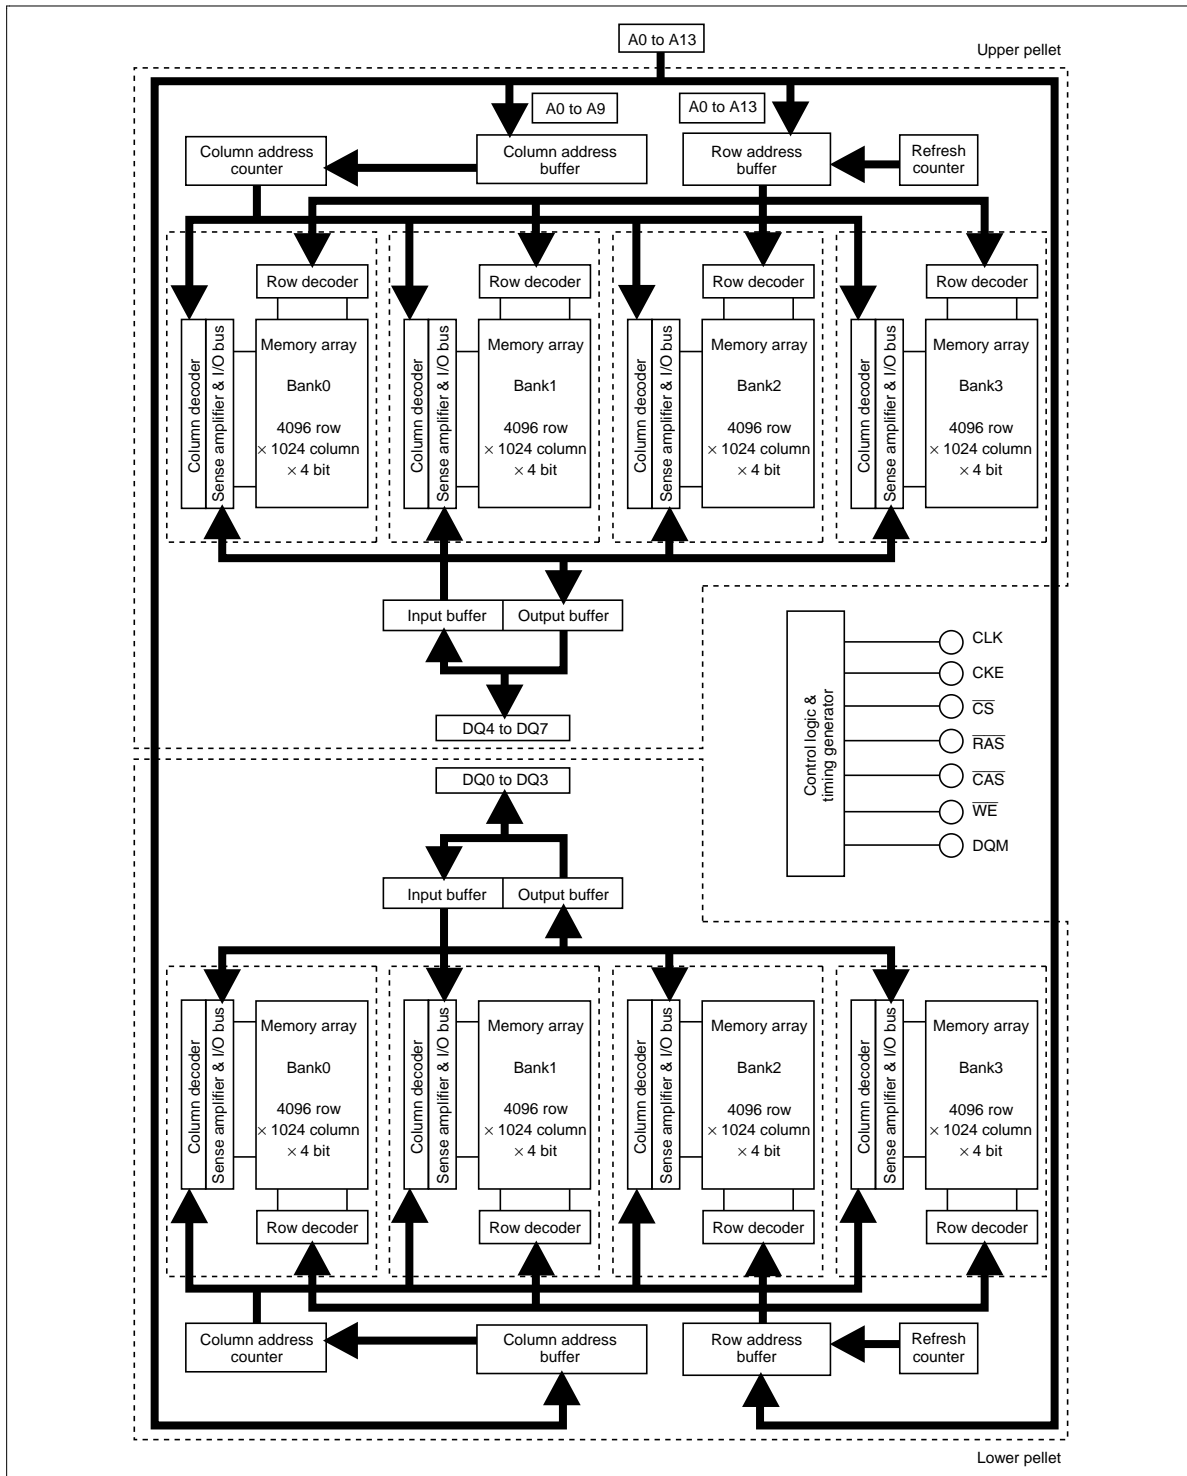 A0 to A13
Upper pellet
A0 to A9
A0 to A13
Column address
counter
Column address
buffer
Row address
buffer
Refresh
counter
Row decoder
Row decoder
Row decoder
Row decoder
Column decoder
Sense amplifier & I/O bus
Memory array
Bank0
4096 row
× 1024 column
× 4 bit
Column decoder
Sense amplifier & I/O bus
Memory array
Bank1
4096 row
× 1024 column
× 4 bit
Column decoder
Sense amplifier & I/O bus
Memory array
Bank2
4096 row
× 1024 column
× 4 bit
Column decoder
Sense amplifier & I/O bus
Memory array
Bank3
4096 row
× 1024 column
× 4 bit
Input buffer
Output buffer
DQ4 to DQ7
Control logic &
timing generator
CLK
CKE
C̅S̅
R̅A̅S̅
C̅A̅S̅
W̅E̅
DQM
DQ0 to DQ3
Input buffer
Output buffer
Column decoder
Sense amplifier & I/O bus
Memory array
Bank0
4096 row
× 1024 column
× 4 bit
Column decoder
Sense amplifier & I/O bus
Memory array
Bank1
4096 row
× 1024 column
× 4 bit
Column decoder
Sense amplifier & I/O bus
Memory array
Bank2
4096 row
× 1024 column
× 4 bit
Column decoder
Sense amplifier & I/O bus
Memory array
Bank3
4096 row
× 1024 column
× 4 bit
Row decoder
Row decoder
Row decoder
Row decoder
Column address
counter
Column address
buffer
Row address
buffer
Refresh
counter
Lower pellet